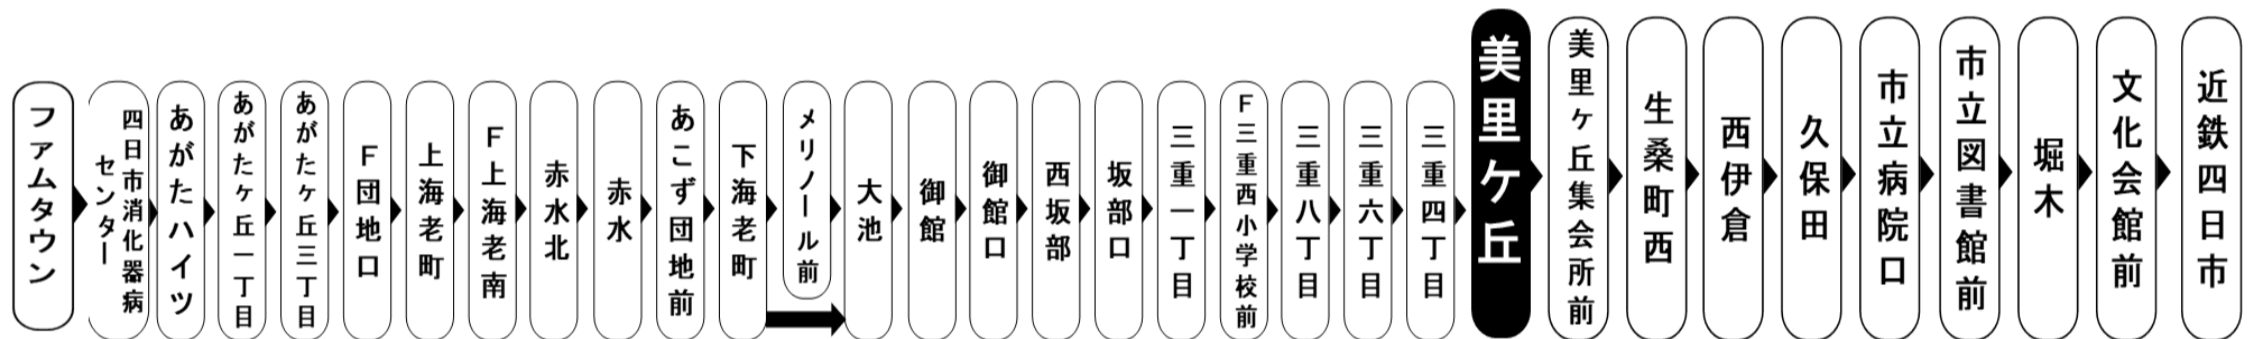 ファムタウン
四日市消化器病
センター
あがたハイツ
あがたヶ丘一丁目
あがたヶ丘三丁目
F団地口
上海老町
F上海老南
赤水北
赤水
あこず団地前
下海老町
メリノール前
大池
御館
御館口
西坂部
坂部口
三重一丁目
F三重西小学校前
三重八丁目
三重六丁目
三重四丁目
美里ケ丘
美里ケ丘集会所前
生桑町西
西伊倉
久保田
市立病院口
市立図書館前
堀木
文化会館前
近鉄四日市